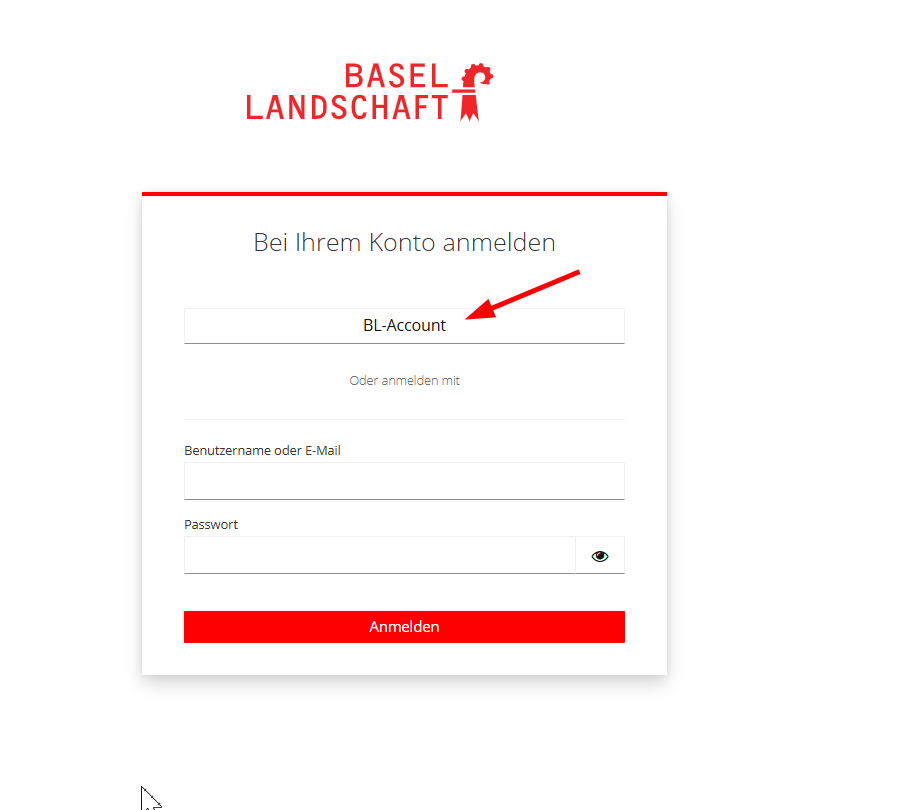 BASEL
LANDSCHAFT
Bei Ihrem Konto anmelden
BL-Account
Oder anmelden mit
Benutzername oder E-Mail
Passwort
Anmelden